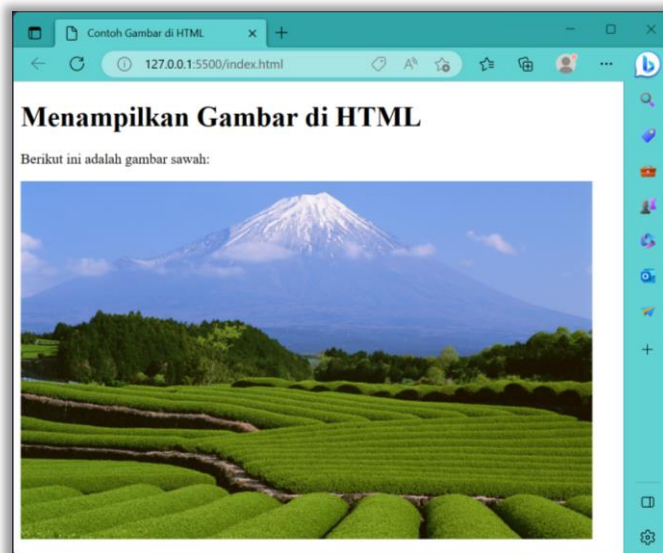 Contoh Gambar di HTML
127.0.0.1:5500/index.html
Menampilkan Gambar di HTML
Berikut ini adalah gambar sawah: